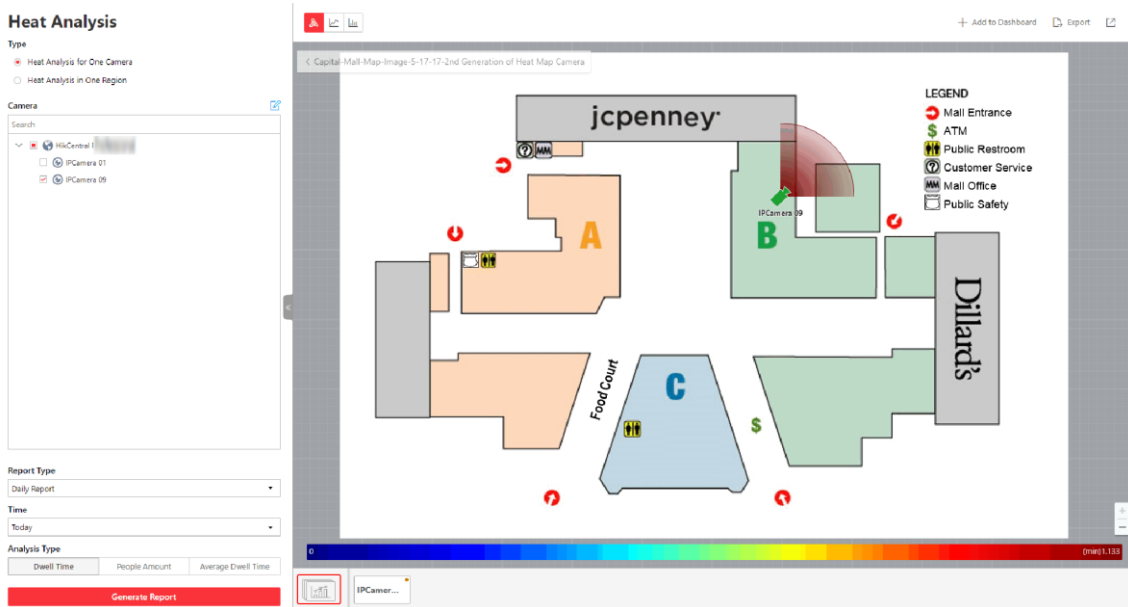 Heat Analysis
Type
Heat Analysis for One Camera
Heat Analysis in One Region
Camera
Search
HikCentral
IPCamera 01
IPCamera 09
Report Type
Daily Report
Time
Today
Analysis Type
Dwell Time
People Amount
Average Dwell Time
Generate Report
Add to Dashboard
Export
Capital-Mall-Map-Image-5-17-17-2nd Generation of Heat Map Camera
jcpenney
LEGEND
Mall Entrance
$ ATM
Public Restroom
? Customer Service
MM Mall Office
Public Safety
? MM
IPCamera 09
A
B
Dillard's
Food Court
C
$
0
(min)1.133
IPCamer...